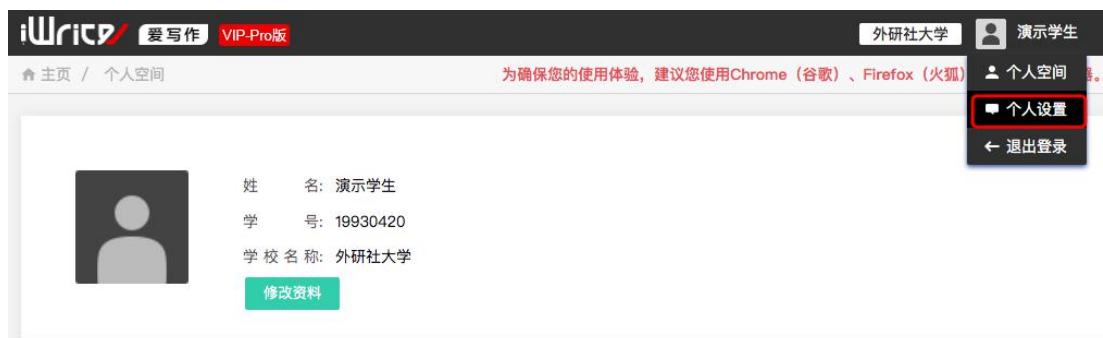 iWrite 爱写作 VIP-Pro版 外研社大学 演示学生
主页 / 个人空间 为确保您的使用体验，建议您使用Chrome（谷歌）、Firefox（火狐） 器。
个人空间
个人设置
退出登录
姓 名: 演示学生
学 号: 19930420
学校名称: 外研社大学
修改资料